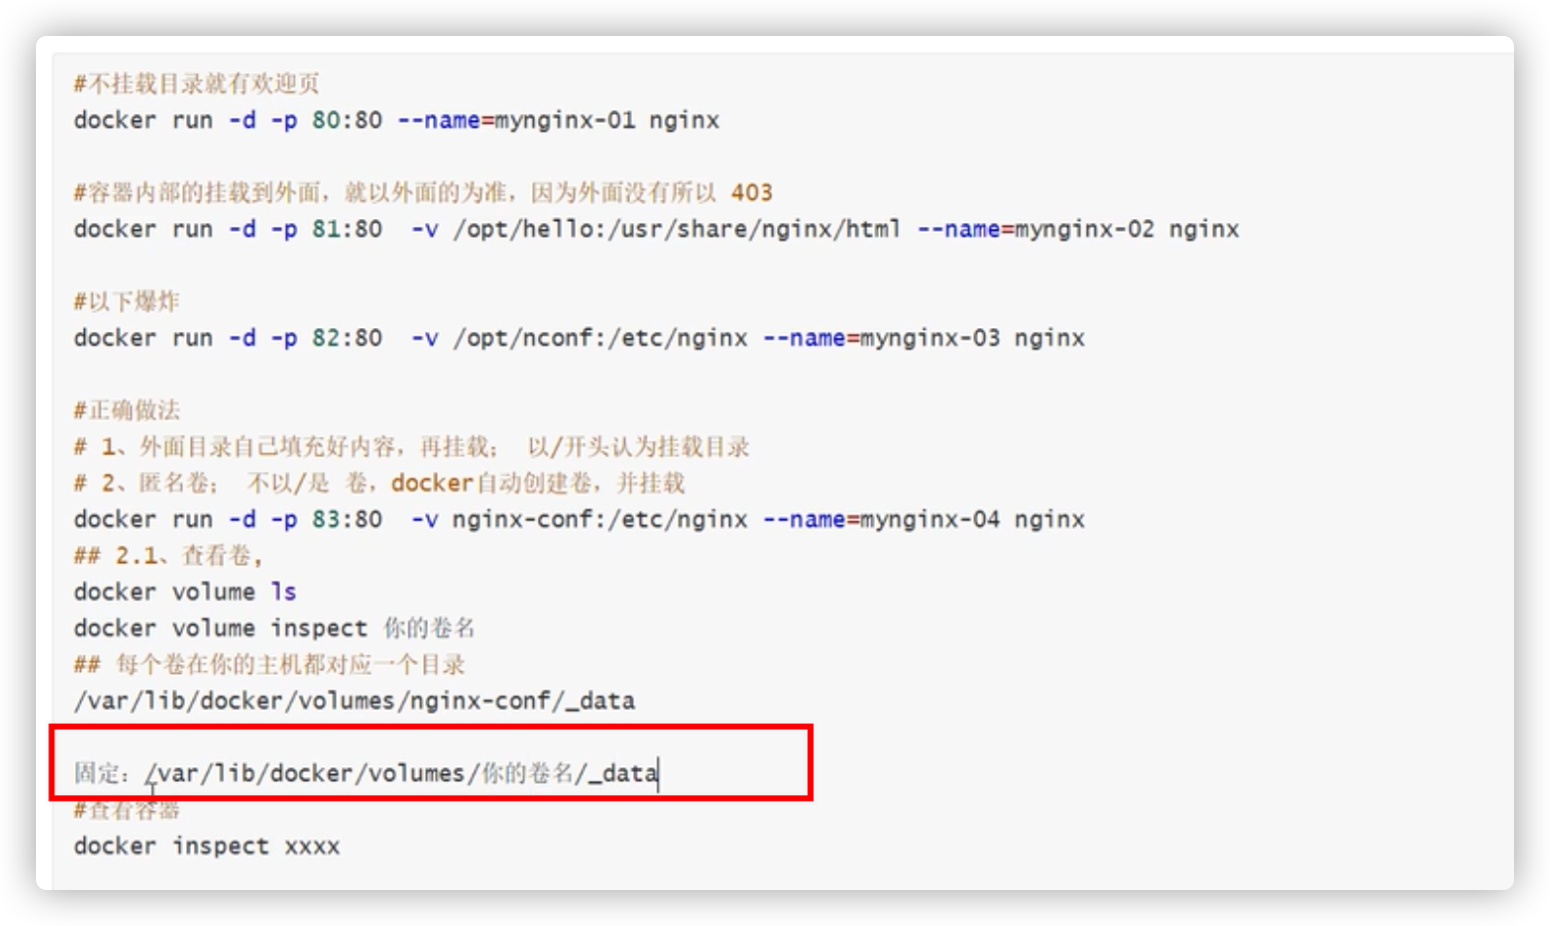 #不挂载目录就有欢迎页
docker run -d -p 80:80 --name=mynginx-01 nginx
#容器内部的挂载到外面，就以外面的为准，因为外面没有所以 403
docker run -d -p 81:80  -v /opt/hello:/usr/share/nginx/html --name=mynginx-02 nginx
#以下爆炸
docker run -d -p 82:80  -v /opt/nconf:/etc/nginx --name=mynginx-03 nginx
#正确做法
# 1、外面目录自己填充好内容，再挂载； 以/开头认为挂载目录
# 2、匿名卷； 不以/是 卷，docker自动创建卷，并挂载
docker run -d -p 83:80  -v nginx-conf:/etc/nginx --name=mynginx-04 nginx
## 2.1、查看卷，
docker volume ls
docker volume inspect 你的卷名
## 每个卷在你的主机都对应一个目录
/var/lib/docker/volumes/nginx-conf/_data
固定：/var/lib/docker/volumes/你的卷名/_data
#查看容器
docker inspect xxxx